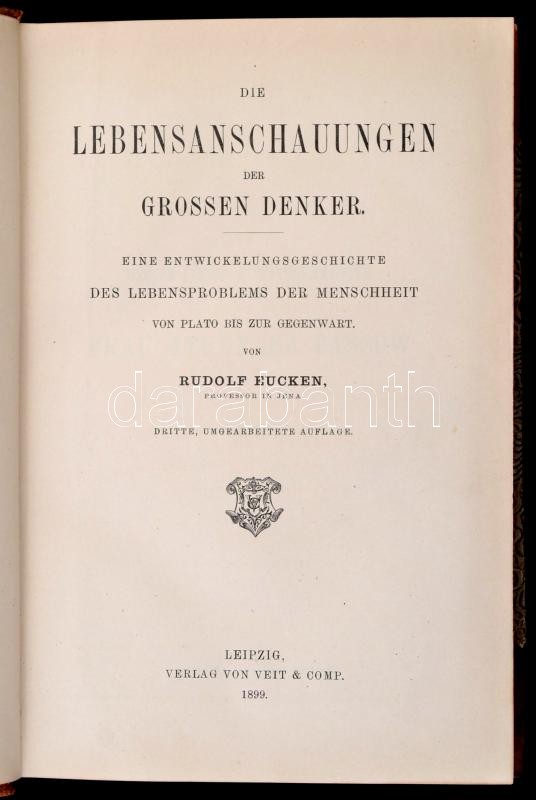 DIE
LEBENSANSCHAUUNGEN
DER
GROSSEN DENKER.
EINE ENTWICKELUNGSGESCHICHTE
DES LEBENSPROBLEMS DER MENSCHHEIT
VON PLATO BIS ZUR GEGENWART.
VON
RUDOLF EUCKEN,
PROFESSOR IN JENA
darabanth
DRITTE, UMGEARBEITETE AUFLAGE.
LEIPZIG,
VERLAG VON VEIT & COMP.
1899.